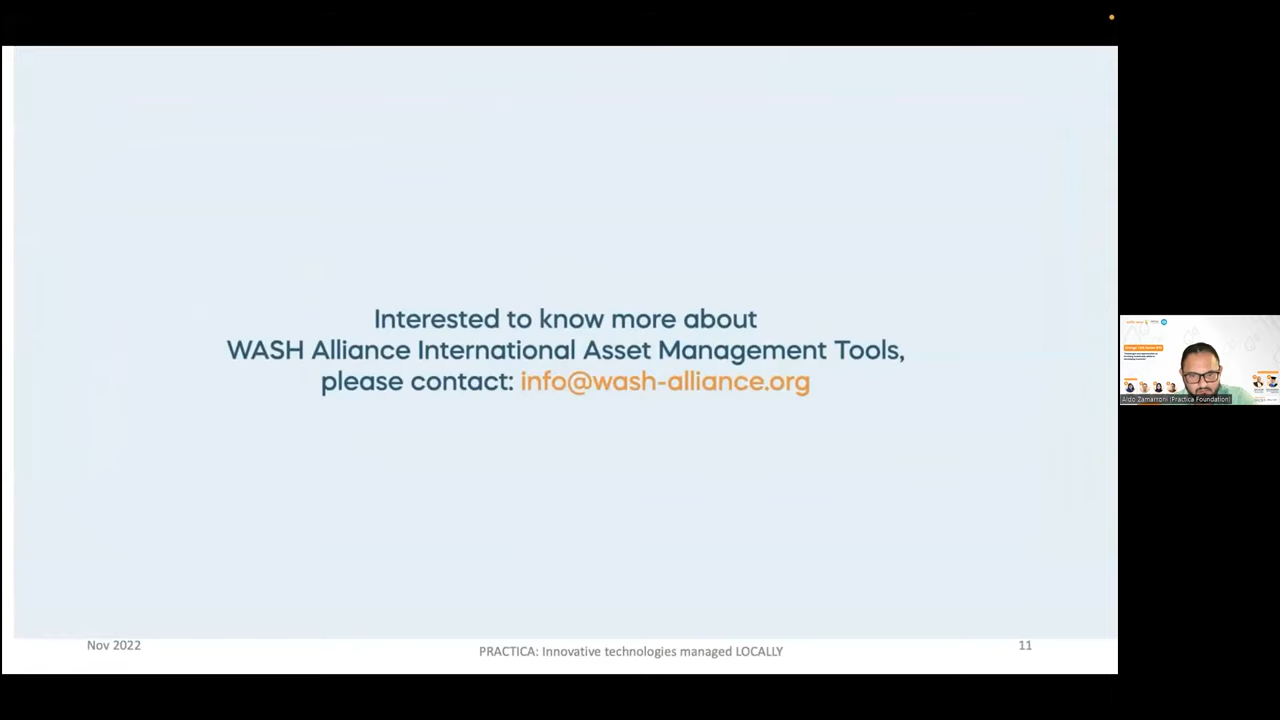 Interested to know more about
WASH Alliance International Asset Management Tools,
please contact: info@wash-alliance.org
Nov 2022
PRACTICA: Innovative technologies managed LOCALLY
11
Aldo Zamarroni (Practica Foundation)